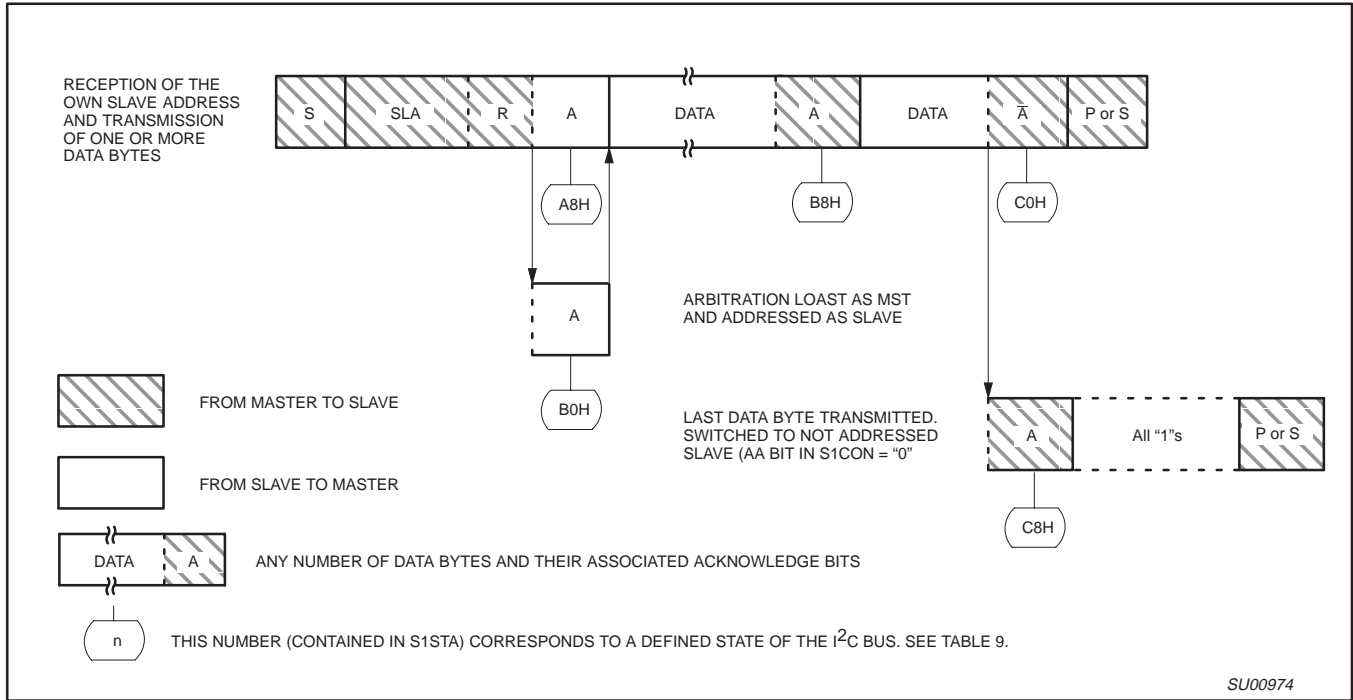 RECEPTION OF THE
OWN SLAVE ADDRESS
AND TRANSMISSION
OF ONE OR MORE
DATA BYTES
S SLA R A DATA A DATA A̅ P or S
A8H B8H C0H
A
ARBITRATION LOAST AS MST
AND ADDRESSED AS SLAVE
B0H
FROM MASTER TO SLAVE
LAST DATA BYTE TRANSMITTED.
SWITCHED TO NOT ADDRESSED
SLAVE (AA BIT IN S1CON = “0”
A All “1”s P or S
C8H
FROM SLAVE TO MASTER
DATA A ANY NUMBER OF DATA BYTES AND THEIR ASSOCIATED ACKNOWLEDGE BITS
n THIS NUMBER (CONTAINED IN S1STA) CORRESPONDS TO A DEFINED STATE OF THE I²C BUS. SEE TABLE 9.
SU00974